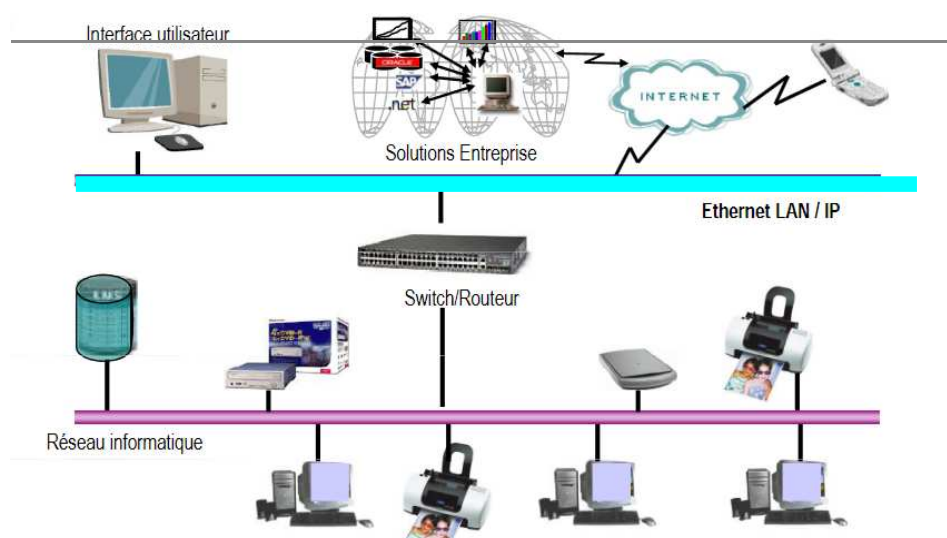 Interface utilisateur
ORACLE
SAP
.net
INTERNET
Solutions Entreprise
Ethernet LAN / IP
Switch/Routeur
Réseau informatique